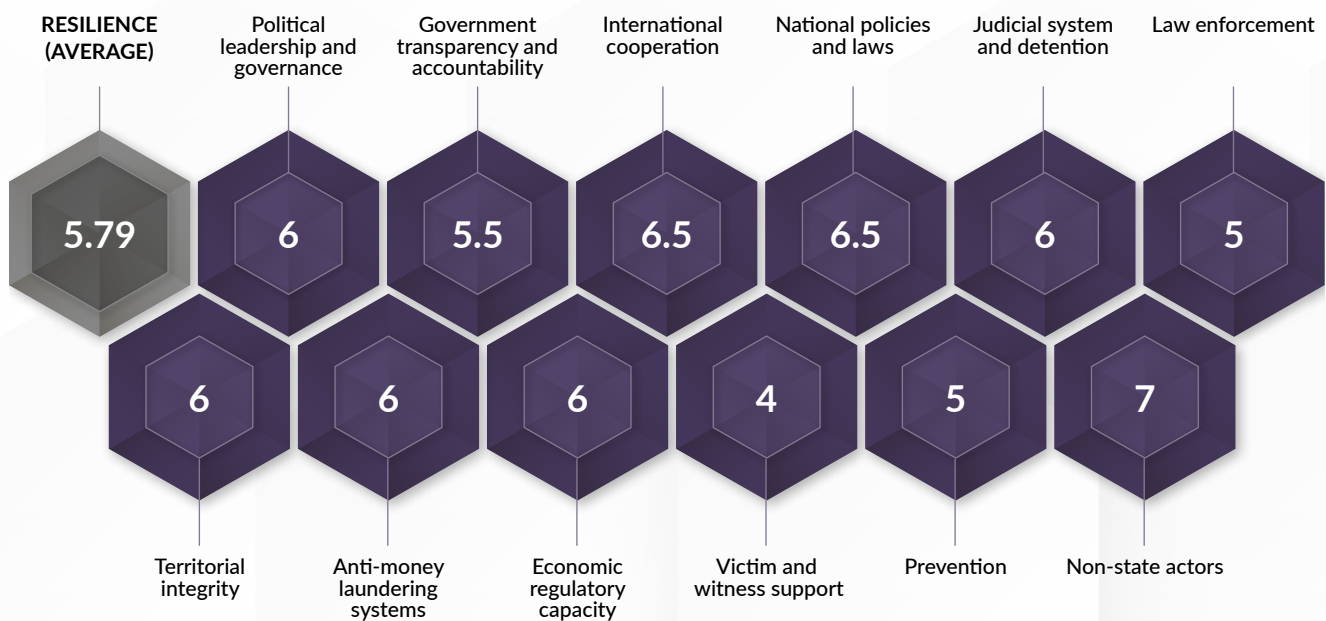 RESILIENCE
(AVERAGE)
Political
leadership and
governance
Government
transparency and
accountability
International
cooperation
National policies
and laws
Judicial system
and detention
Law enforcement
5.79
6
5.5
6.5
6.5
6
5
6
6
6
4
5
7
Territorial
integrity
Anti-money
laundering
systems
Economic
regulatory
capacity
Victim and
witness support
Prevention
Non-state actors